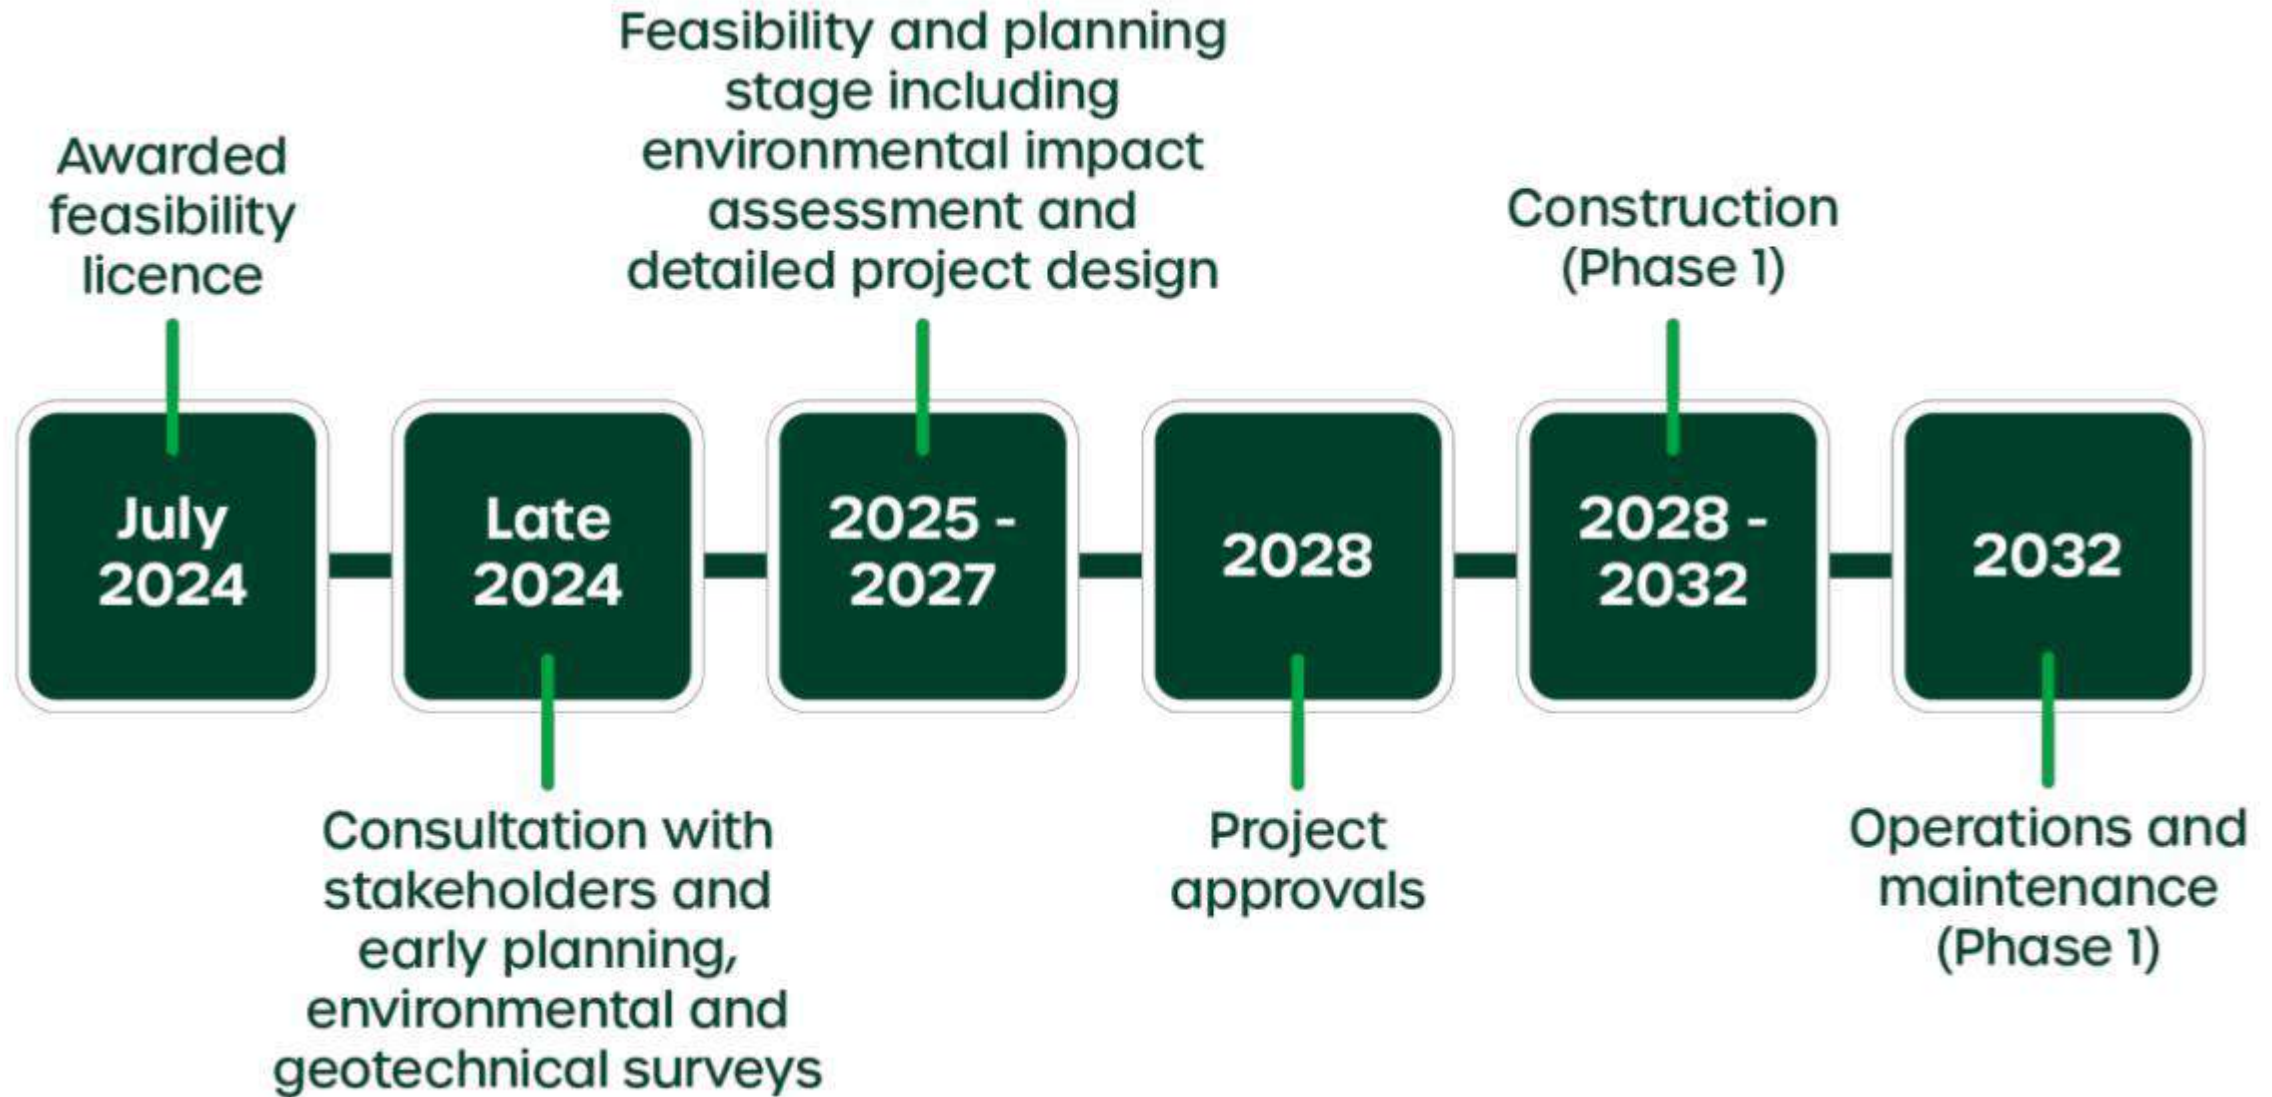 Awarded
feasibility
licence
July
2024
Late
2024
Consultation with
stakeholders and
early planning,
environmental and
geotechnical surveys
Feasibility and planning
stage including
environmental impact
assessment and
detailed project design
2025 -
2027
2028
Project
approvals
Construction
(Phase 1)
2028 -
2032
2032
Operations and
maintenance
(Phase 1)